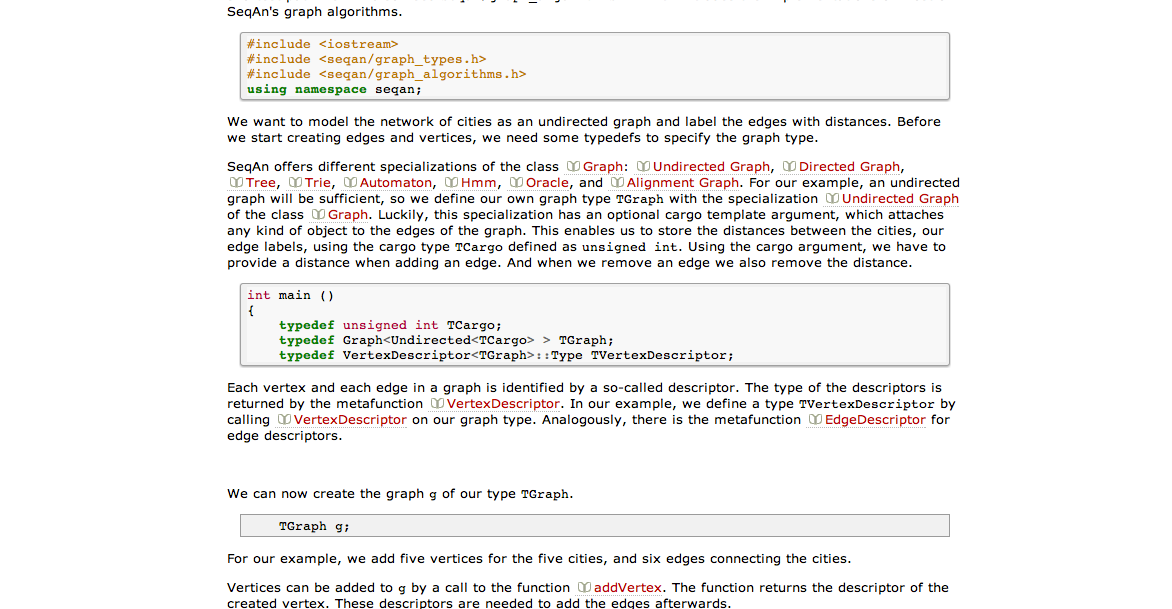 SeqAn's graph algorithms.
#include <iostream>
#include <seqan/graph_types.h>
#include <seqan/graph_algorithms.h>
using namespace seqan;
We want to model the network of cities as an undirected graph and label the edges with distances. Before
we start creating edges and vertices, we need some typedefs to specify the graph type.
SeqAn offers different specializations of the class Graph: Undirected Graph, Directed Graph,
Tree, Trie, Automaton, Hmm, Oracle, and Alignment Graph. For our example, an undirected
graph will be sufficient, so we define our own graph type TGraph with the specialization Undirected Graph
of the class Graph. Luckily, this specialization has an optional cargo template argument, which attaches
any kind of object to the edges of the graph. This enables us to store the distances between the cities, our
edge labels, using the cargo type TCargo defined as unsigned int. Using the cargo argument, we have to
provide a distance when adding an edge. And when we remove an edge we also remove the distance.
int main ()
{
    typedef unsigned int TCargo;
    typedef Graph<Undirected<TCargo> > TGraph;
    typedef VertexDescriptor<TGraph>::Type TVertexDescriptor;
Each vertex and each edge in a graph is identified by a so-called descriptor. The type of the descriptors is
returned by the metafunction VertexDescriptor. In our example, we define a type TVertexDescriptor by
calling VertexDescriptor on our graph type. Analogously, there is the metafunction EdgeDescriptor for
edge descriptors.
We can now create the graph g of our type TGraph.
    TGraph g;
For our example, we add five vertices for the five cities, and six edges connecting the cities.
Vertices can be added to g by a call to the function addVertex. The function returns the descriptor of the
created vertex. These descriptors are needed to add the edges afterwards.